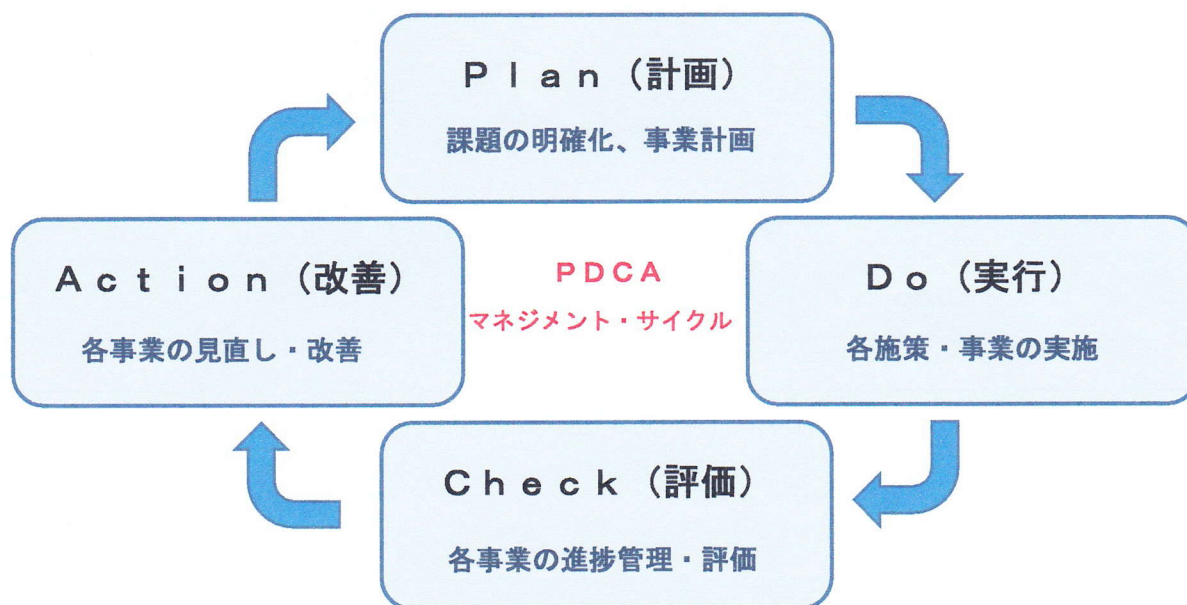 Ｐｌａｎ（計画）
課題の明確化、事業計画
Ａｃｔｉｏｎ（改善）
各事業の見直し・改善
ＰＤＣＡ
マネジメント・サイクル
Ｄｏ（実行）
各施策・事業の実施
Ｃｈｅｃｋ（評価）
各事業の進捗管理・評価